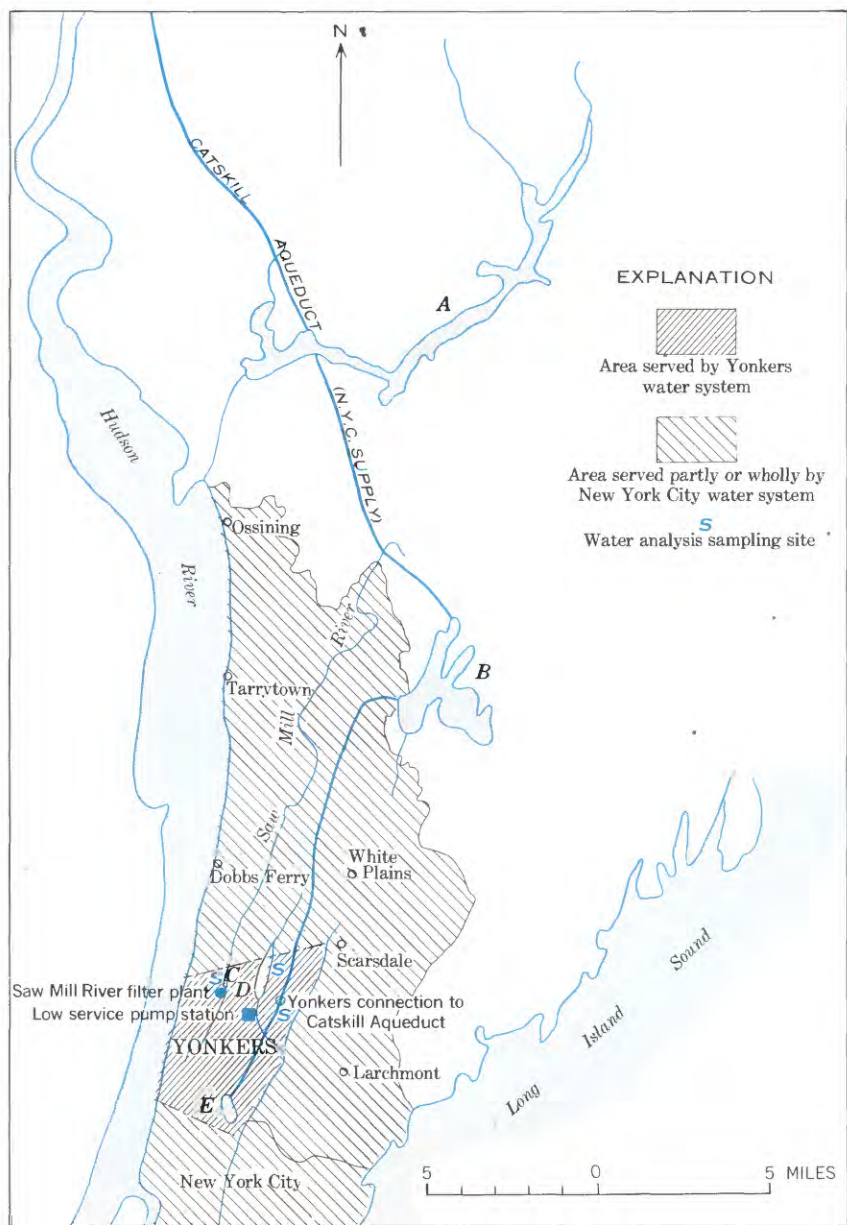 N
CATSKILL
AQUEDUCT
(N.Y.C. SUPPLY)
A
EXPLANATION
Area served by Yonkers
water system
Area served partly or wholly by
New York City water system
S
Water analysis sampling site
Hudson
River
Ossining
River
Mill
Saw
B
Tarrytown
Dobbs Ferry
White
Plains
Scarsdale
Sound
Island
Long
S
C
S
Saw Mill River filter plant
D
Yonkers connection to
Catskill Aqueduct
Low service pump station
S
YONKERS
Larchmont
E
New York City
5 0 5 MILES